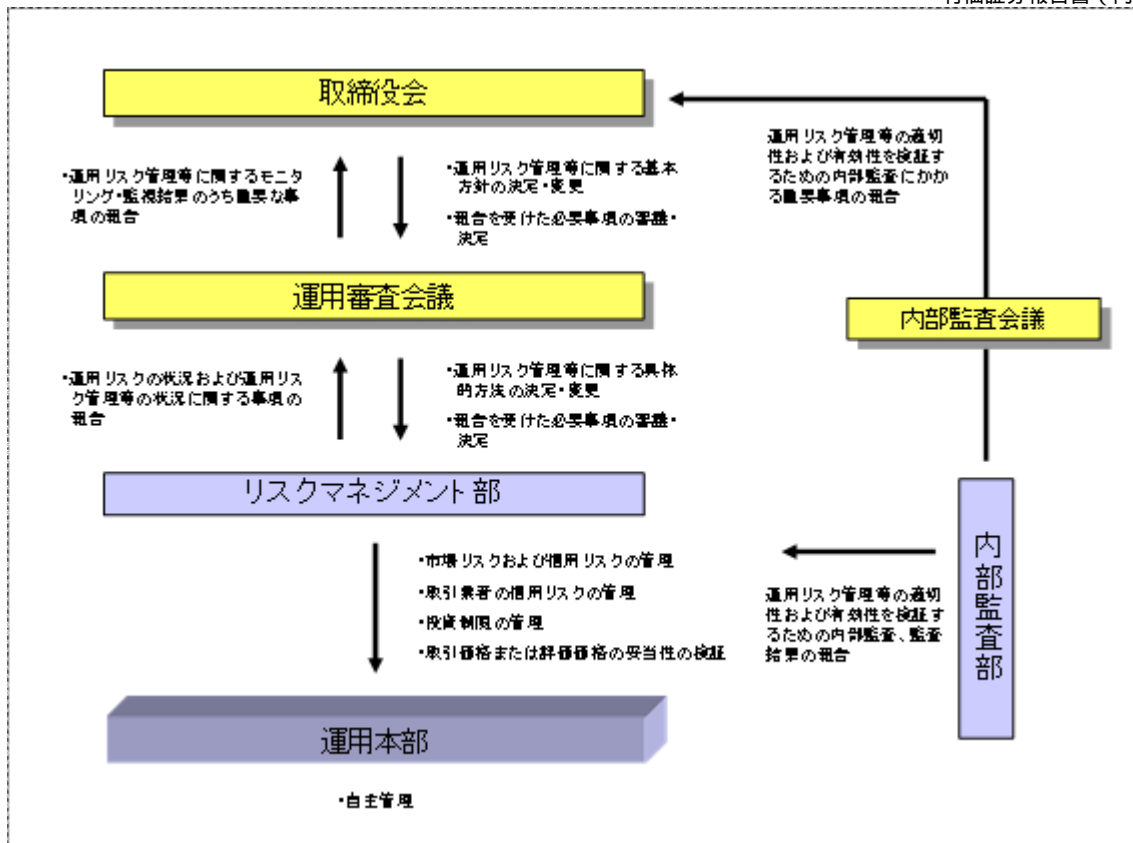 取締役会
・運用リスク管理等に関するモニタ
リング・監視結果のうち重要な事
項の報告
・運用リスク管理等に関する基本
方針の決定・変更
・報告を受けた必要事項の審議・
決定
運用リスク管理等の適切
性および有効性を検証す
るための内部監査にかか
る重要事項の報告
運用審査会議
内部監査会議
・運用リスクの状況および運用リス
ク管理等の状況に関する事項の
報告
・運用リスク管理等に関する具体
的方法の決定・変更
・報告を受けた必要事項の審議・
決定
リスクマネジメント部
・市場リスクおよび信用リスクの管理
・取引業者の信用リスクの管理
・投資制限の管理
・取引価格または評価価格の妥当性の検証
運用リスク管理等の適切
性および有効性を検証す
るための内部監査、監査
結果の報告
内部監査部
運用本部
・自主管理